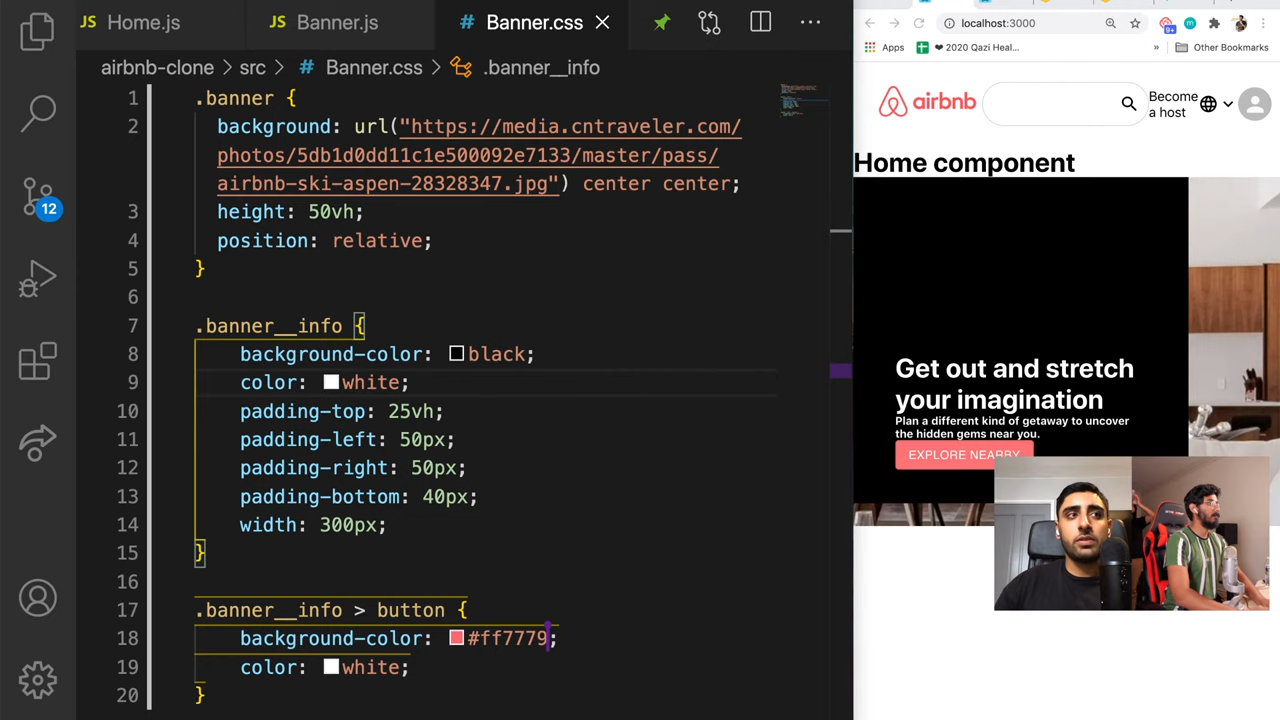 Home.js
Banner.js
# Banner.css
airbnb-clone > src > # Banner.css > .banner__info
12
1 .banner {
2 background: url("https://media.cntraveler.com/
photos/5db1d0dd11c1e500092e7133/master/pass/
airbnb-ski-aspen-28328347.jpg") center center;
3 height: 50vh;
4 position: relative;
5 }
6
7 .banner__info {
8 background-color: black;
9 color: white;
10 padding-top: 25vh;
11 padding-left: 50px;
12 padding-right: 50px;
13 padding-bottom: 40px;
14 width: 300px;
15 }
16
17 .banner__info > button {
18 background-color: #ff7779;
19 color: white;
20 }
localhost:3000
9+
Apps
2020 Qazi Heal...
»
Other Bookmarks
airbnb
Become
a host
Home component
Get out and stretch
your imagination
Plan a different kind of getaway to uncover
the hidden gems near you.
EXPLORE NEARBY